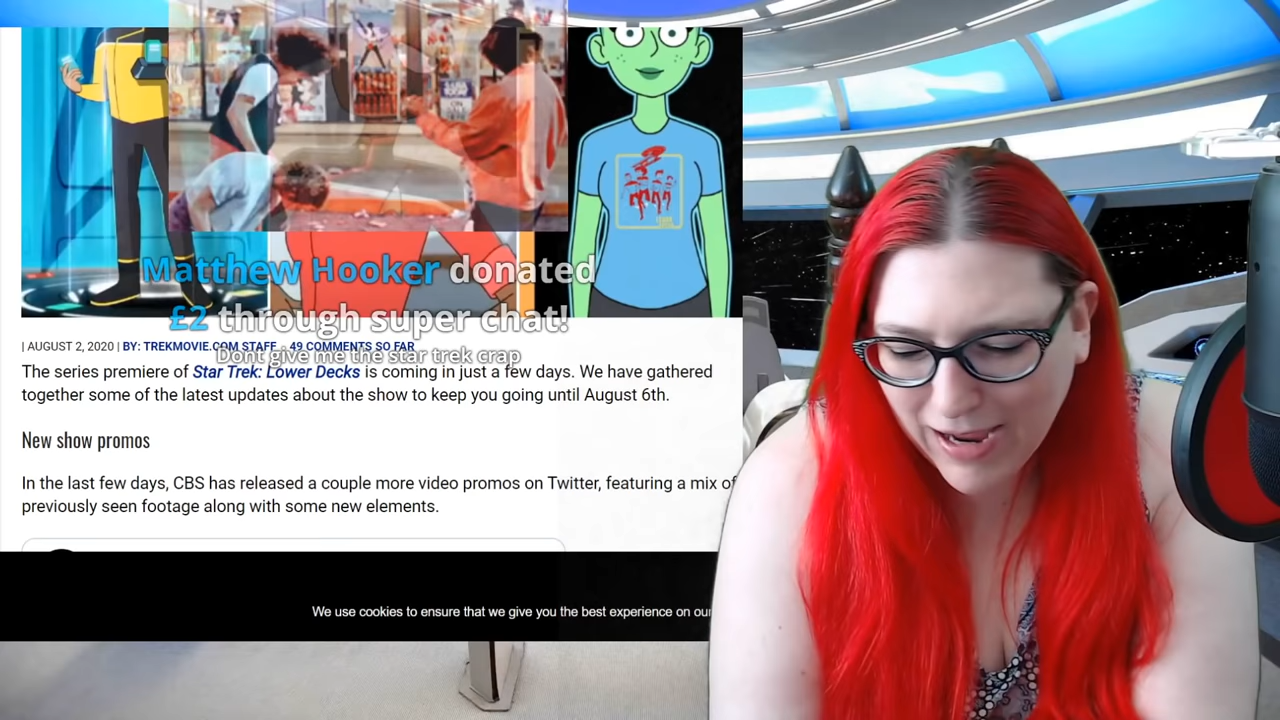 Matthew Hooker donated
£2 through super chat!
Dont give me the star trek crap
| AUGUST 2, 2020 | BY: TREKMOVIE.COM STAFF 49 COMMENTS SO FAR
The series premiere of Star Trek: Lower Decks is coming in just a few days. We have gathered
together some of the latest updates about the show to keep you going until August 6th.
New show promos
In the last few days, CBS has released a couple more video promos on Twitter, featuring a mix of
previously seen footage along with some new elements.
We use cookies to ensure that we give you the best experience on our